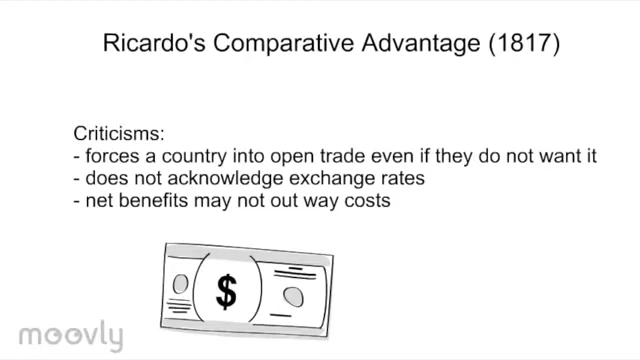 Ricardo's Comparative Advantage (1817)
Criticisms:
- forces a country into open trade even if they do not want it
- does not acknowledge exchange rates
- net benefits may not out way costs
$
moovly